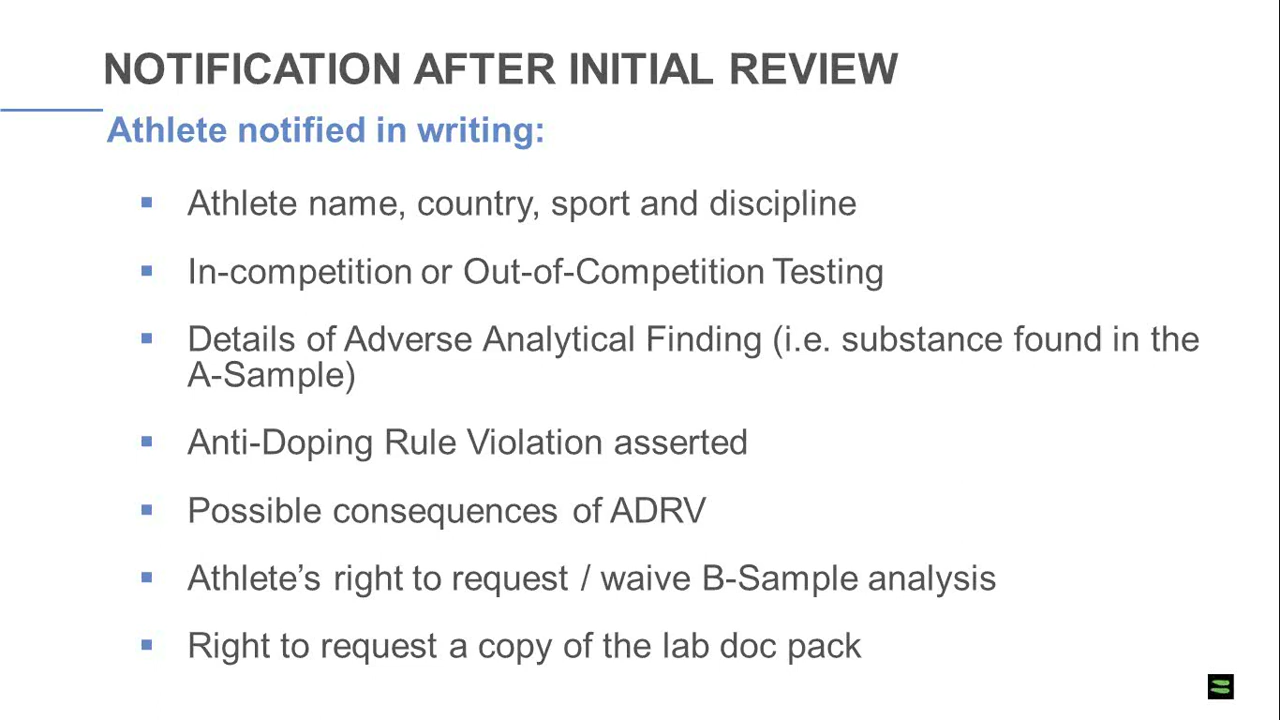 NOTIFICATION AFTER INITIAL REVIEW
Athlete notified in writing:
Athlete name, country, sport and discipline
In-competition or Out-of-Competition Testing
Details of Adverse Analytical Finding (i.e. substance found in the
A-Sample)
Anti-Doping Rule Violation asserted
Possible consequences of ADRV
Athlete’s right to request / waive B-Sample analysis
Right to request a copy of the lab doc pack